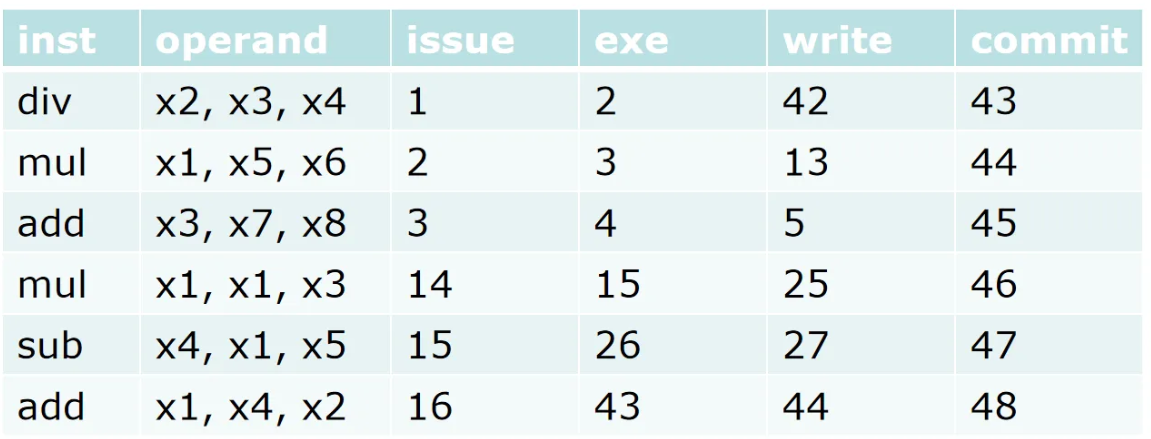 inst operand issue exe write commit
div x2, x3, x4 1 2 42 43
mul x1, x5, x6 2 3 13 44
add x3, x7, x8 3 4 5 45
mul x1, x1, x3 14 15 25 46
sub x4, x1, x5 15 26 27 47
add x1, x4, x2 16 43 44 48